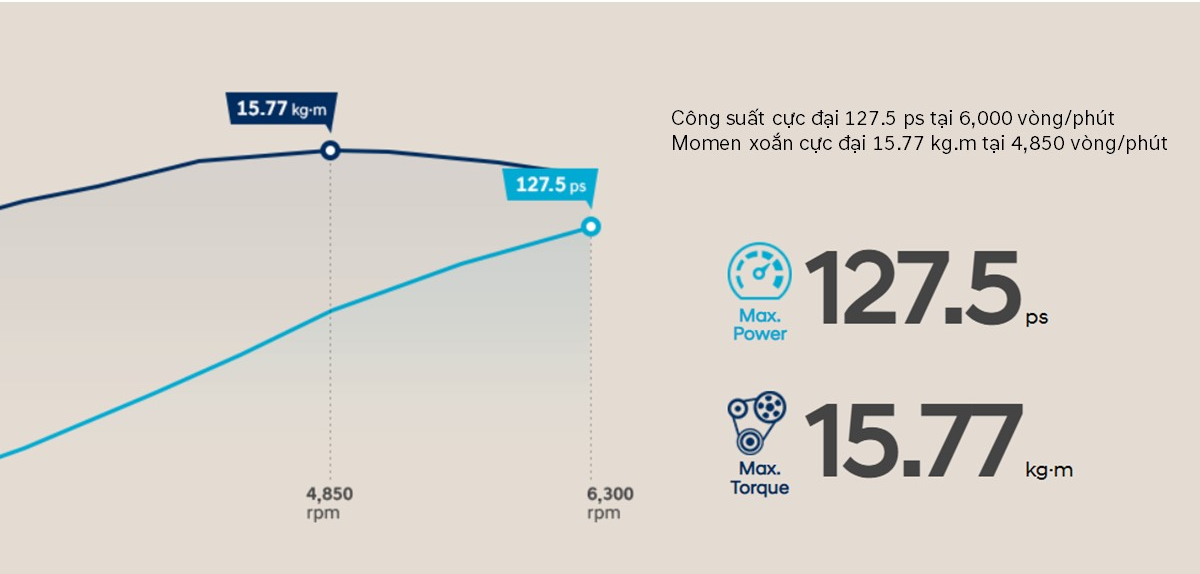 15.77 kg·m
127.5 ps
4,850
rpm
6,300
rpm
Công suất cực đại 127.5 ps tại 6,000 vòng/phút
Momen xoắn cực đại 15.77 kg.m tại 4,850 vòng/phút
Max.
Power
127.5 ps
Max.
Torque
15.77 kg·m